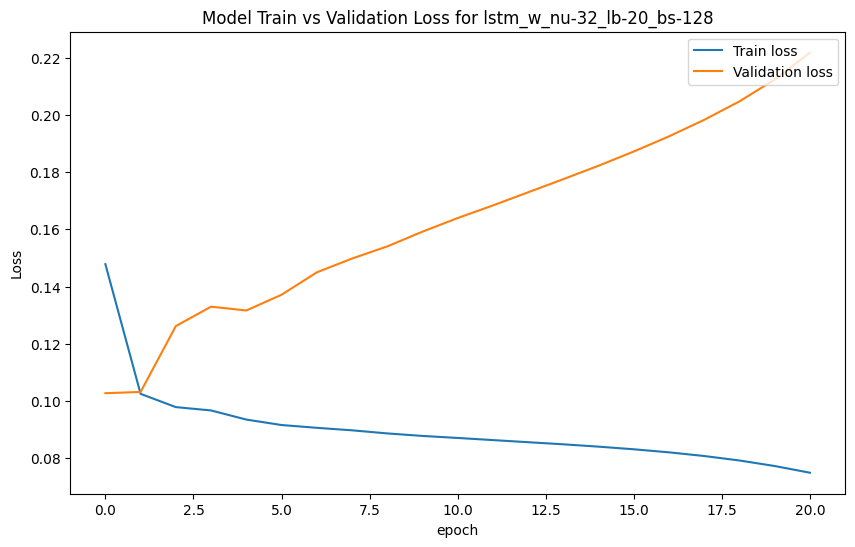 Model Train vs Validation Loss for lstm_w_nu-32_lb-20_bs-128
Train loss
Validation loss
Loss
0.22
0.20
0.18
0.16
0.14
0.12
0.10
0.08
0.0 2.5 5.0 7.5 10.0 12.5 15.0 17.5 20.0
epoch